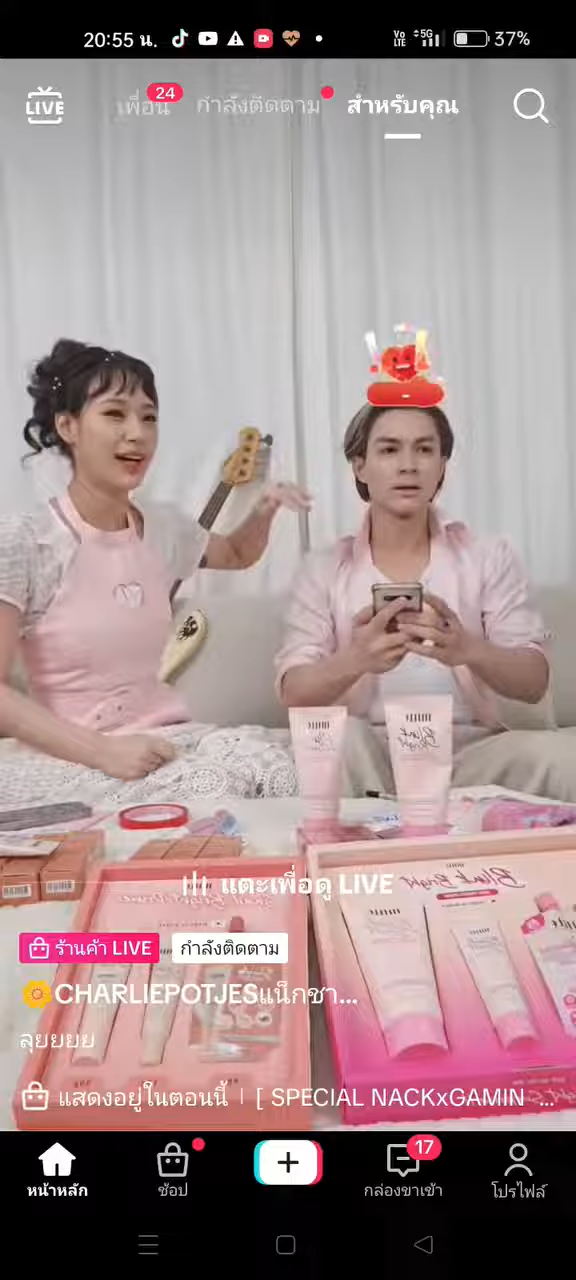 20:55 น.
Vo LTE 5G 37%
LIVE
เพื่อน 24
กำลังติดตาม
สำหรับคุณ
แตะเพื่อดู LIVE
ร้านค้า LIVE
กำลังติดตาม
🌼CHARLIEPOTJESแน็กชา...
ลุยยยย
แสดงอยู่ในตอนนี้ | [ SPECIAL NACKxGAMIN ...
หน้าหลัก
ช้อป
กล่องขาเข้า 17
โปรไฟล์